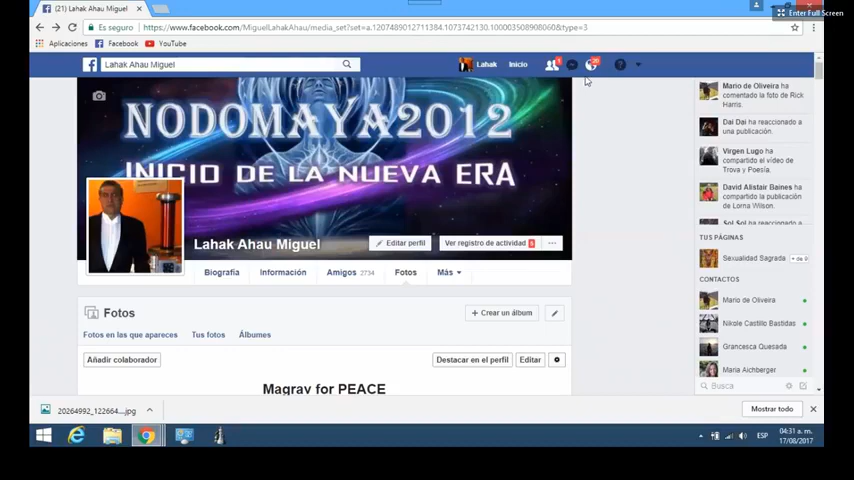 (21) Lahak Ahau Miguel
Enter Full Screen
Es seguro
https://www.facebook.com/MiguelLahakAhau/media_set?set=a.1207489012711384.1073742130.100003508908060&type=3
Aplicaciones Facebook YouTube
Lahak Ahau Miguel
Lahak Inicio
NODOMAYA2012
INICIO DE LA NUEVA ERA
Lahak Ahau Miguel
Editar perfil
Ver registro de actividad 5
Biografía Información Amigos 2734 Fotos Más
Fotos
+ Crear un álbum
Fotos en las que apareces Tus fotos Álbumes
Añadir colaborador
Destacar en el perfil Editar
Magrav for PEACE
Mario de Oliveira ha
comentado la foto de Rick
Harris.
Dai Dai ha reaccionado a
una publicación.
Virgen Lugo ha
compartido el vídeo de
Trova y Poesía.
David Alistair Baines ha
compartido la publicación
de Lorna Wilson.
Sol Sol ha reaccionado a
TUS PÁGINAS
Sexualidad Sagrada
CONTACTOS
Mario de Oliveira
Nikole Castillo Bastidas
Grancesca Quesada
Maria Aichberger
Busca
20264992_122664....jpg
Mostrar todo
ESP
04:31 a. m.
17/08/2017